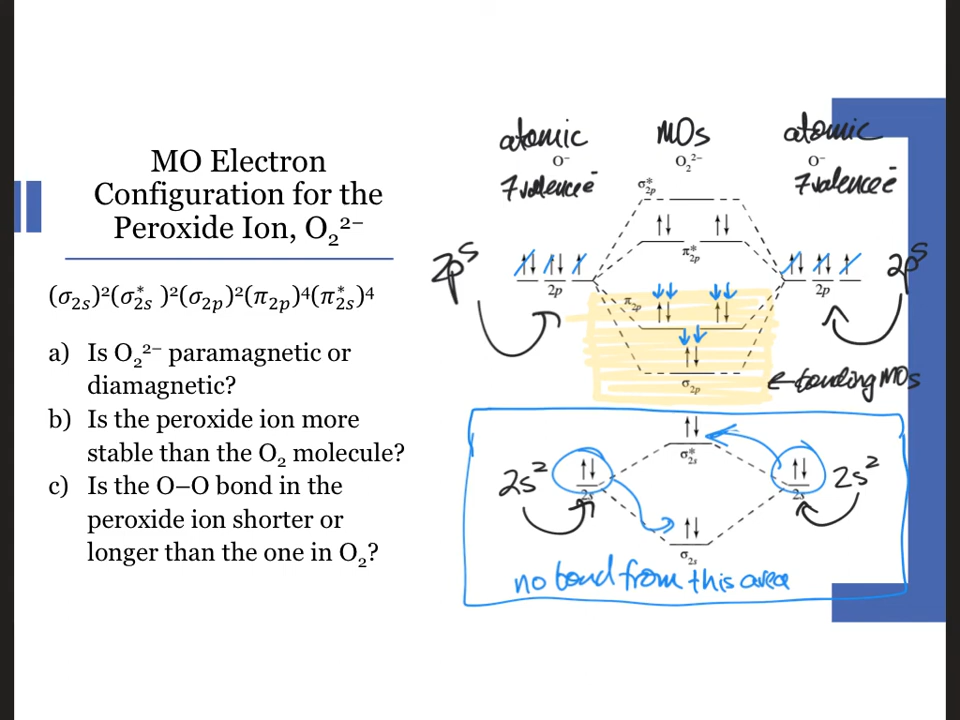 MO Electron
Configuration for the
Peroxide Ion, O₂²⁻
(σ₂ₛ)²(σ*₂ₛ )²(σ₂ₚ)²(π₂ₚ)⁴(π*₂ₛ)⁴
a) Is O₂²⁻ paramagnetic or
diamagnetic?
b) Is the peroxide ion more
stable than the O₂ molecule?
c) Is the O–O bond in the
peroxide ion shorter or
longer than the one in O₂?
atomic MOs atomic
O⁻ O₂²⁻ O⁻
7 valence e⁻ 7 valence e⁻
σ*₂ₚ
π*₂ₚ
2p⁵ 2p 2p 2p⁵
π₂ₚ
σ₂ₚ
← bonding MOs
σ*₂ₛ
2s² 2s 2s 2s²
σ₂ₛ
no bond from this area